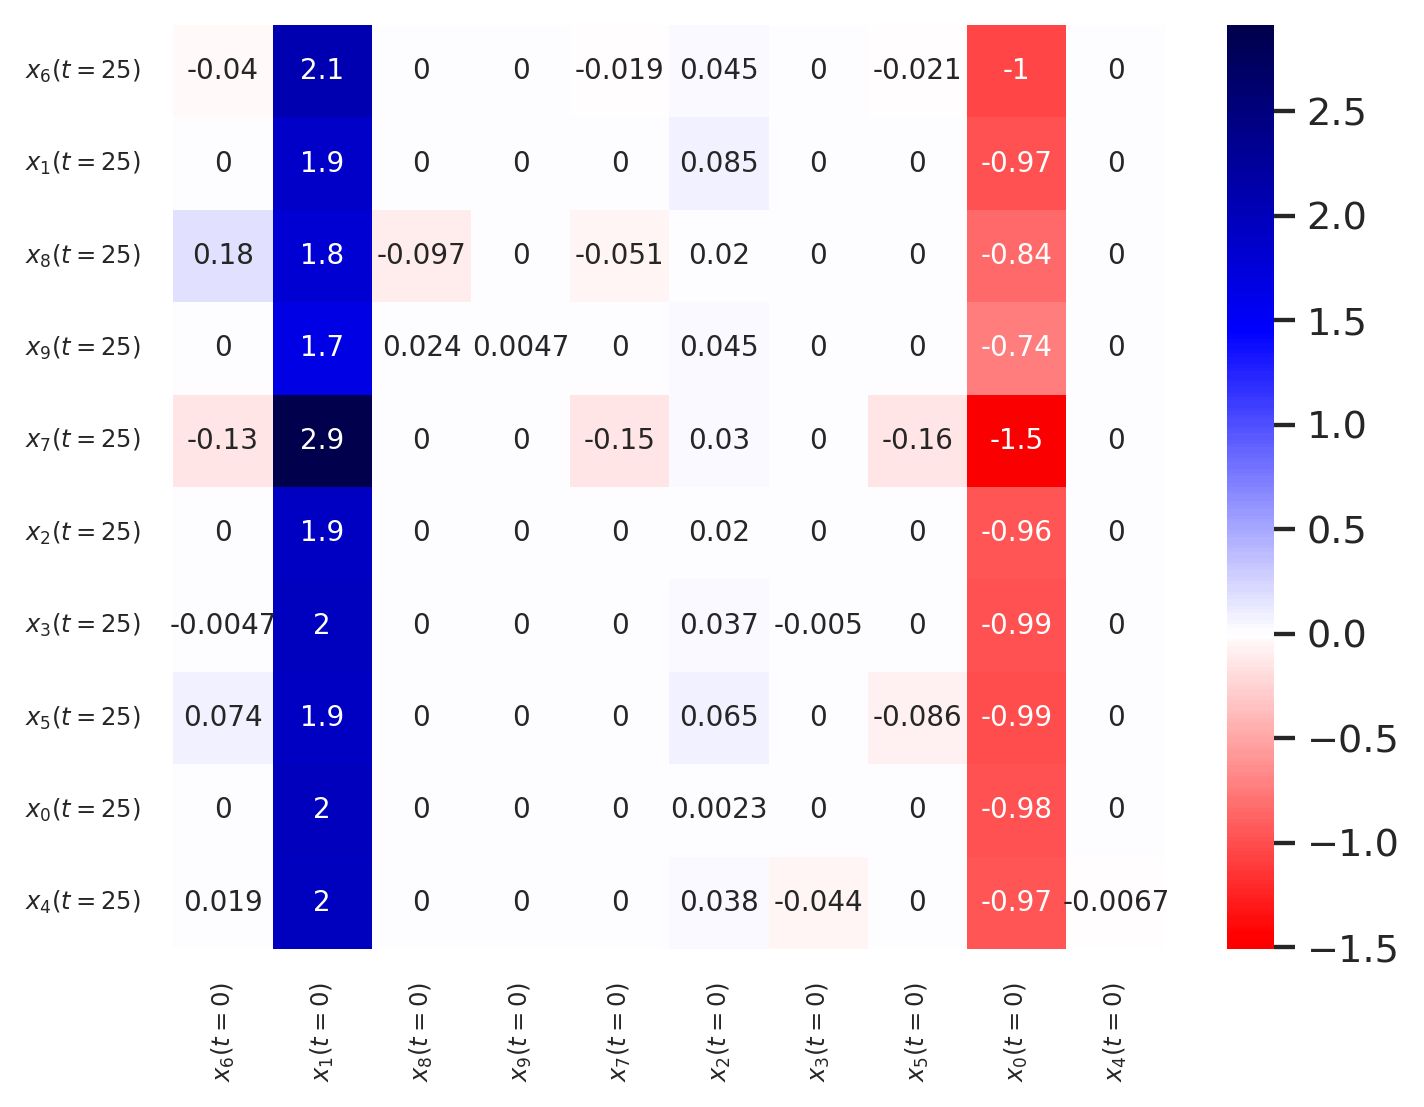 x₆(t = 25) -0.04 2.1 0 0 -0.019 0.045 0 -0.021 -1 0
x₁(t = 25) 0 1.9 0 0 0 0.085 0 0 -0.97 0
x₈(t = 25) 0.18 1.8 -0.097 0 -0.051 0.02 0 0 -0.84 0
x₉(t = 25) 0 1.7 0.024 0.0047 0 0.045 0 0 -0.74 0
x₇(t = 25) -0.13 2.9 0 0 -0.15 0.03 0 -0.16 -1.5 0
x₂(t = 25) 0 1.9 0 0 0 0.02 0 0 -0.96 0
x₃(t = 25) -0.0047 2 0 0 0 0.037 -0.005 0 -0.99 0
x₅(t = 25) 0.074 1.9 0 0 0 0.065 0 -0.086 -0.99 0
x₀(t = 25) 0 2 0 0 0 0.0023 0 0 -0.98 0
x₄(t = 25) 0.019 2 0 0 0 0.038 -0.044 0 -0.97 -0.0067
x₆(t = 0)
x₁(t = 0)
x₈(t = 0)
x₉(t = 0)
x₇(t = 0)
x₂(t = 0)
x₃(t = 0)
x₅(t = 0)
x₀(t = 0)
x₄(t = 0)
2.5
2.0
1.5
1.0
0.5
0.0
−0.5
−1.0
−1.5